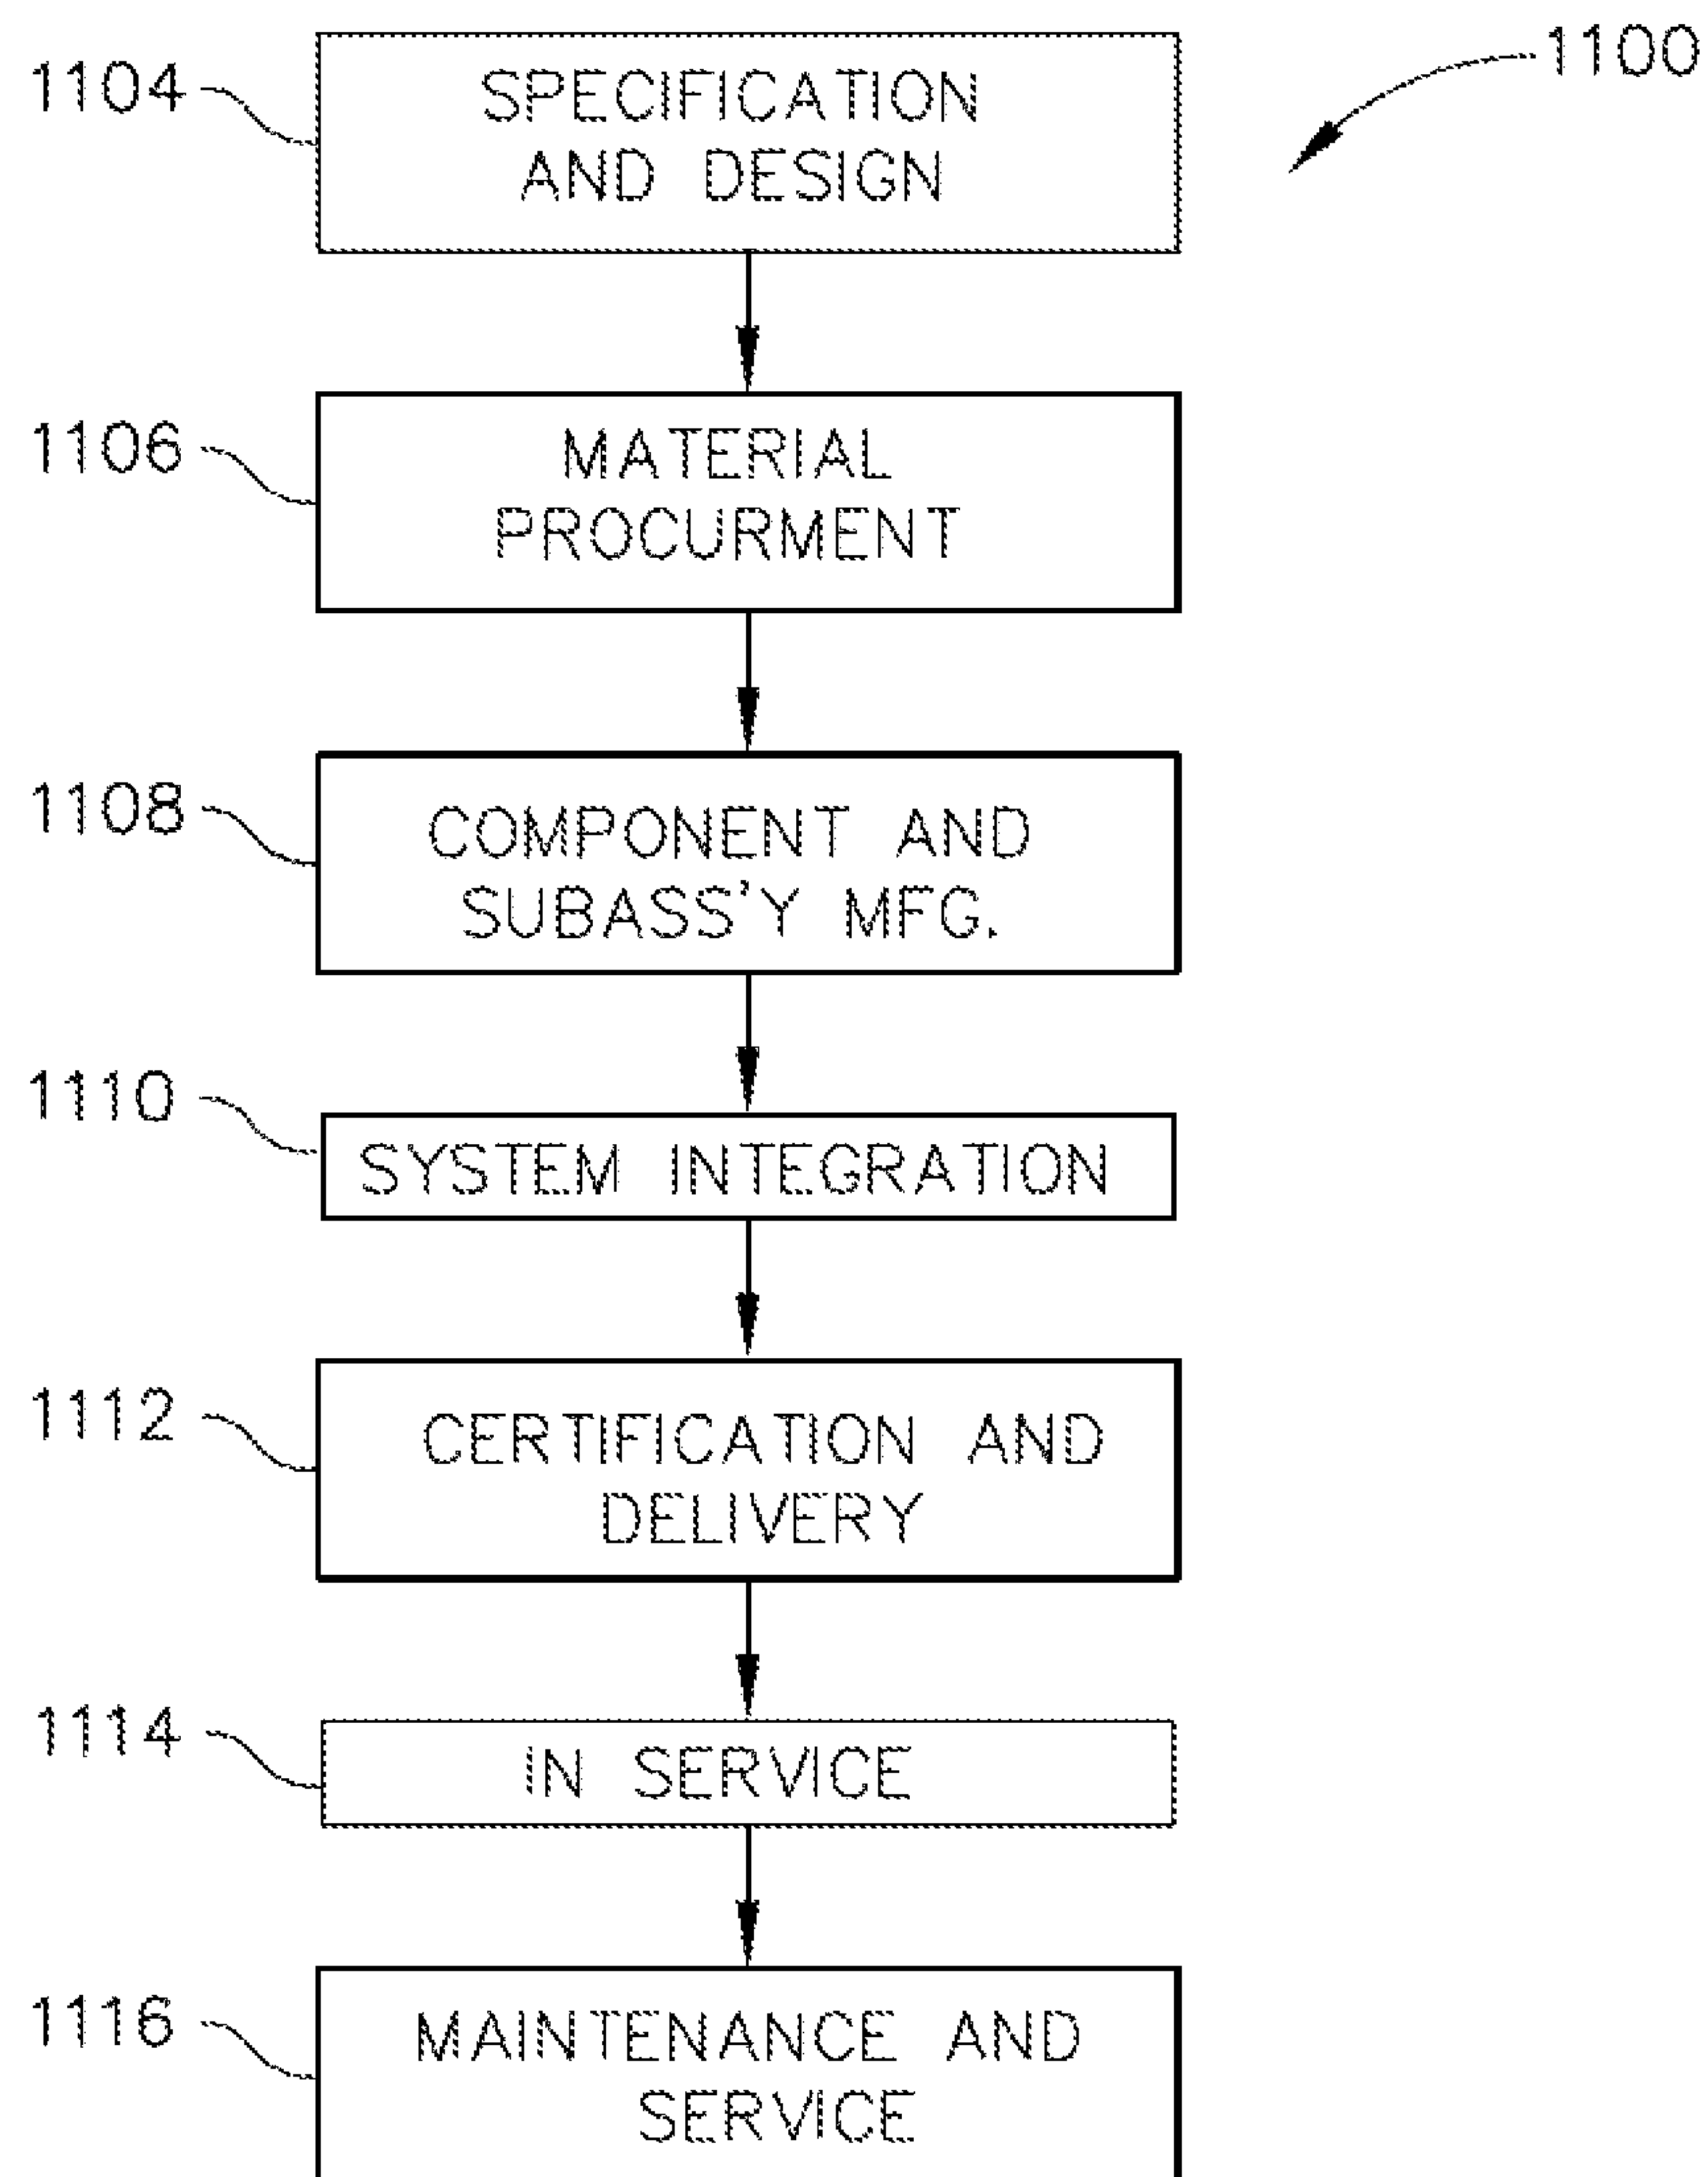 1100
1104
SPECIFICATION
AND DESIGN
1106
MATERIAL
PROCURMENT
1108
COMPONENT AND
SUBASS'Y MFG.
1110
SYSTEM INTEGRATION
1112
CERTIFICATION AND
DELIVERY
1114
IN SERVICE
1116
MAINTENANCE AND
SERVICE